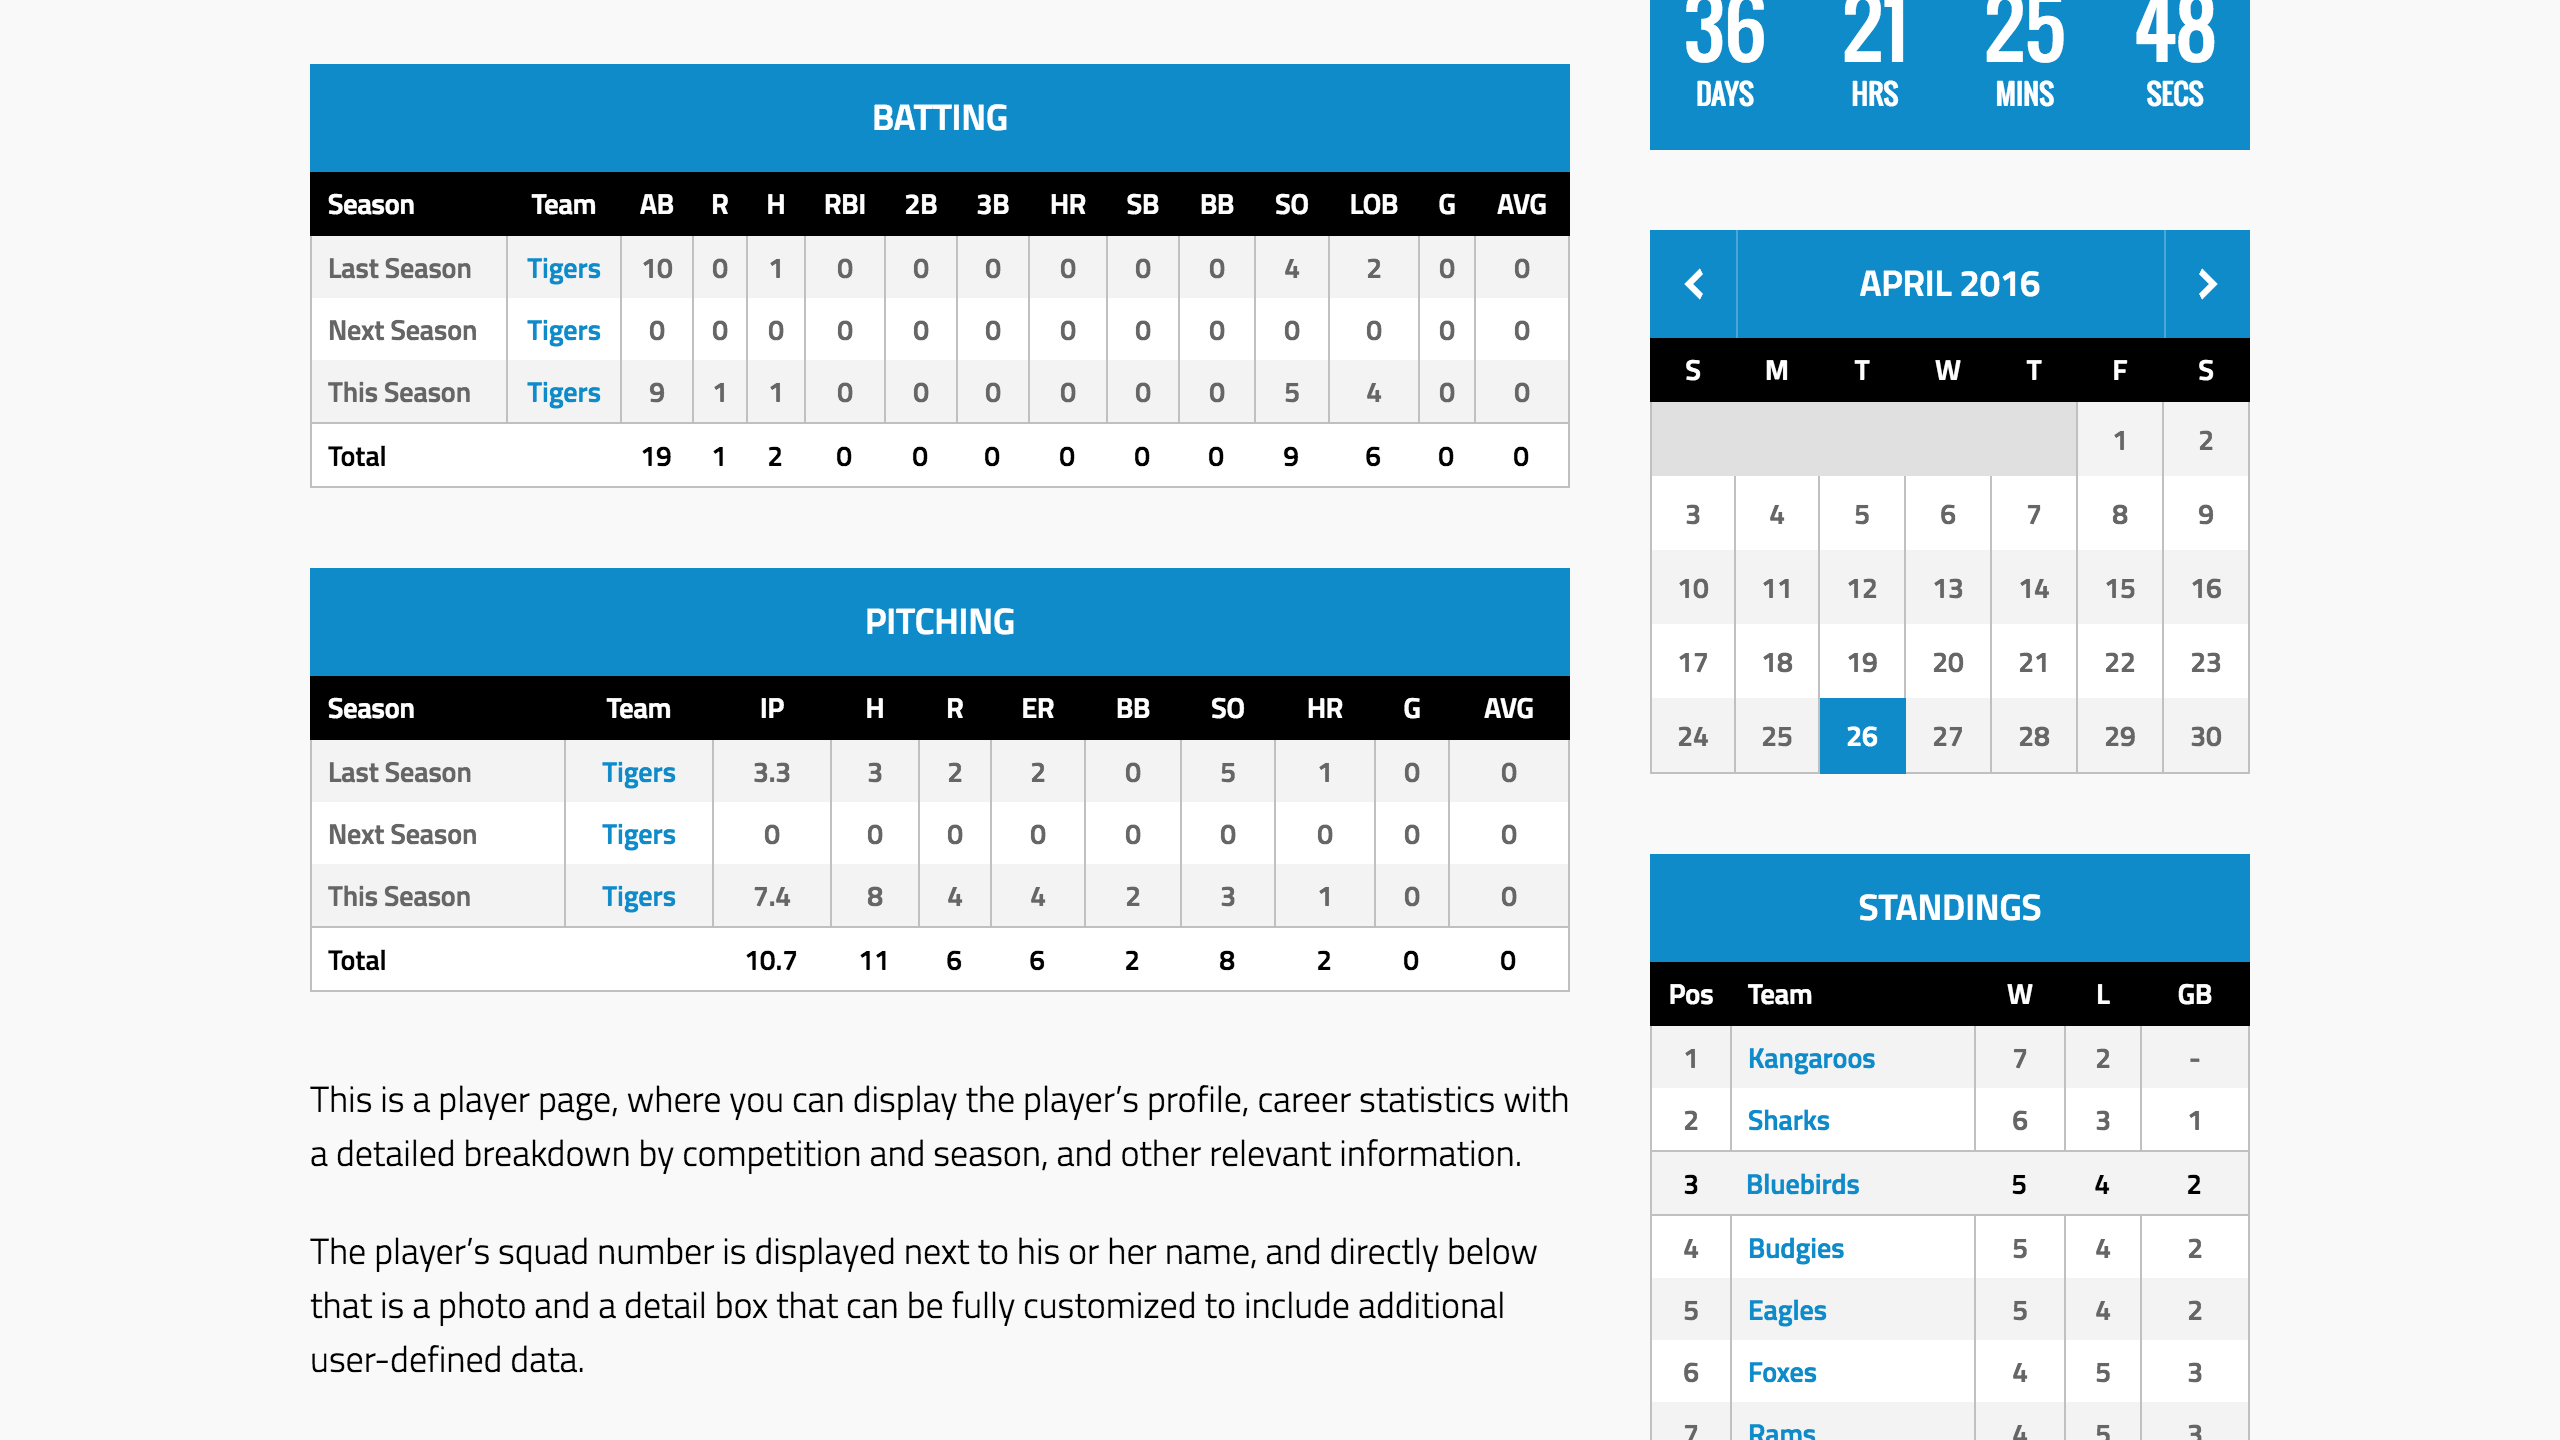 BATTING
Season Team AB R H RBI 2B 3B HR SB BB SO LOB G AVG
Last Season Tigers 10 0 1 0 0 0 0 0 0 4 2 0 0
Next Season Tigers 0 0 0 0 0 0 0 0 0 0 0 0 0
This Season Tigers 9 1 1 0 0 0 0 0 0 5 4 0 0
Total 19 1 2 0 0 0 0 0 0 9 6 0 0
PITCHING
Season Team IP H R ER BB SO HR G AVG
Last Season Tigers 3.3 3 2 2 0 5 1 0 0
Next Season Tigers 0 0 0 0 0 0 0 0 0
This Season Tigers 7.4 8 4 4 2 3 1 0 0
Total 10.7 11 6 6 2 8 2 0 0
This is a player page, where you can display the player’s profile, career statistics with
a detailed breakdown by competition and season, and other relevant information.
The player’s squad number is displayed next to his or her name, and directly below
that is a photo and a detail box that can be fully customized to include additional
user-defined data.
36 21 25 48
DAYS HRS MINS SECS
APRIL 2016
S M T W T F S
1 2
3 4 5 6 7 8 9
10 11 12 13 14 15 16
17 18 19 20 21 22 23
24 25 26 27 28 29 30
STANDINGS
Pos Team W L GB
1 Kangaroos 7 2 -
2 Sharks 6 3 1
3 Bluebirds 5 4 2
4 Budgies 5 4 2
5 Eagles 5 4 2
6 Foxes 4 5 3
7 Rams 4 5 3